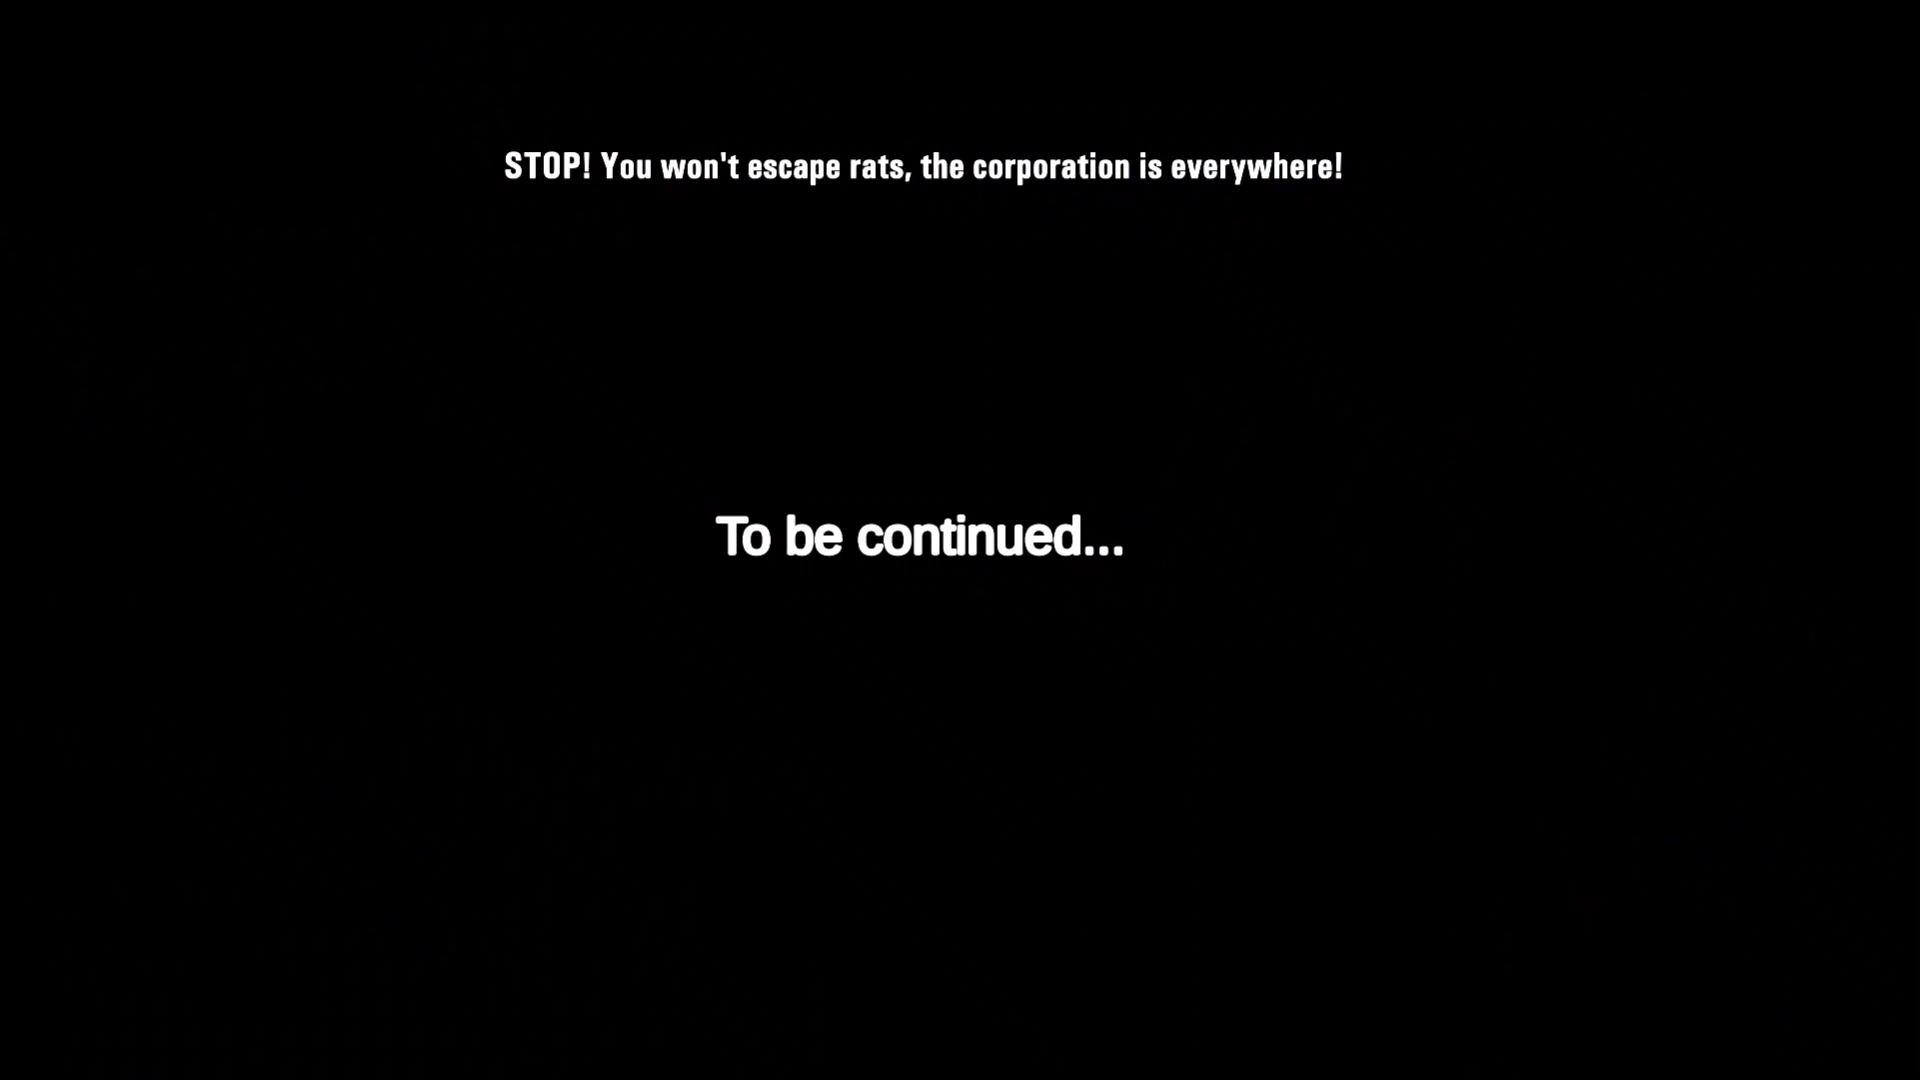 STOP! You won't escape rats, the corporation is everywhere!
To be continued...